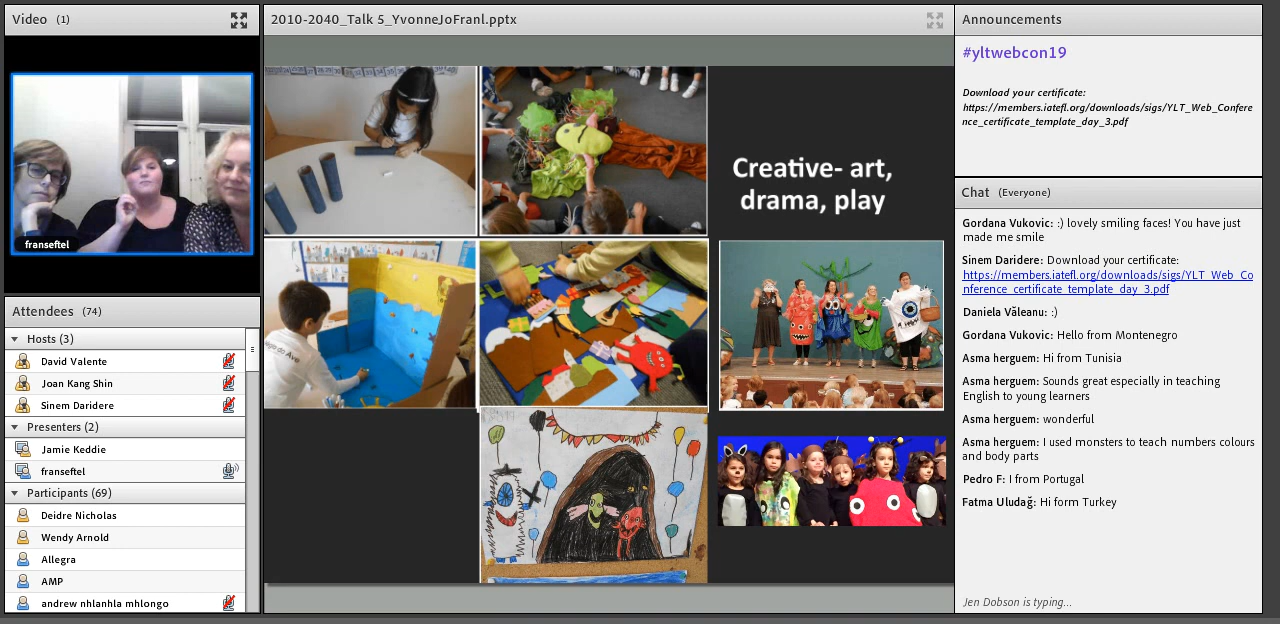 Video (1)
franseftel
Attendees (74)
Hosts (3)
David Valente
Joan Kang Shin
Sinem Daridere
Presenters (2)
Jamie Keddie
franseftel
Participants (69)
Deidre Nicholas
Wendy Arnold
Allegra
AMP
andrew nhlanhla mhlongo
2010-2040_Talk 5_YvonneJoFranl.pptx
Creative- art,
drama, play
Announcements
#yltwebcon19
Download your certificate:
https://members.iatefl.org/downloads/sigs/YLT_Web_Confere
nce_certificate_template_day_3.pdf
Chat (Everyone)
Gordana Vukovic: :) lovely smiling faces! You have just
made me smile
Sinem Daridere: Download your certificate:
https://members.iatefl.org/downloads/sigs/YLT_Web_Co
nference_certificate_template_day_3.pdf
Daniela Văleanu: :)
Gordana Vukovic: Hello from Montenegro
Asma herguem: Hi from Tunisia
Asma herguem: Sounds great especially in teaching
English to young learners
Asma herguem: wonderful
Asma herguem: I used monsters to teach numbers colours
and body parts
Pedro F: I from Portugal
Fatma Uludağ: Hi form Turkey
Jen Dobson is typing...